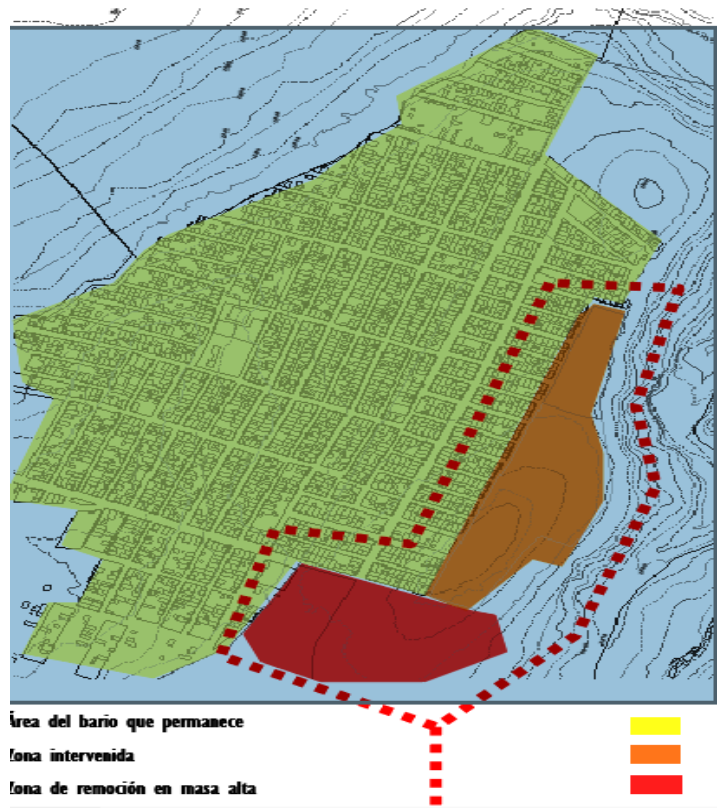 Área del bario que permanece
Zona intervenida
Zona de remoción en masa alta